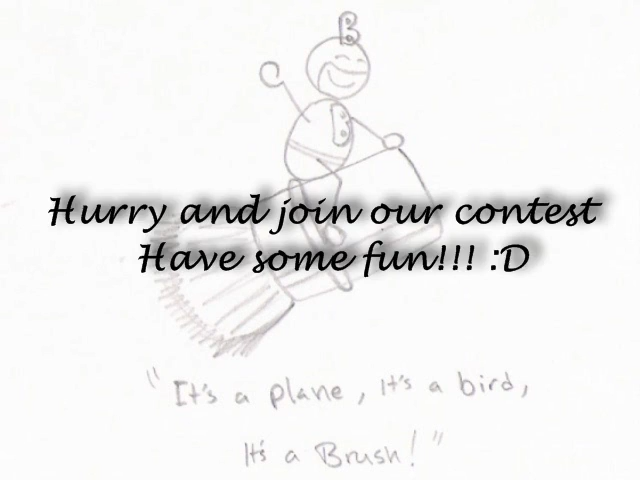 B
Hurry and join our contest
Have some fun!!! :D
"It's a plane, It's a bird,
It's a Brush!"